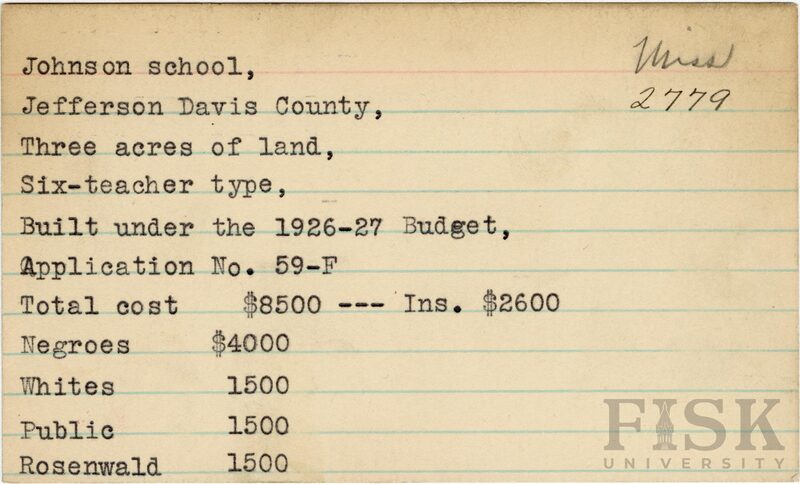 Miss
2779
Johnson school,
Jefferson Davis County,
Three acres of land,
Six-teacher type,
Built under the 1926-27 Budget,
Application No. 59-F
Total cost $8500 --- Ins. $2600
Negroes $4000
Whites 1500
Public 1500
Rosenwald 1500
FISK
UNIVERSITY